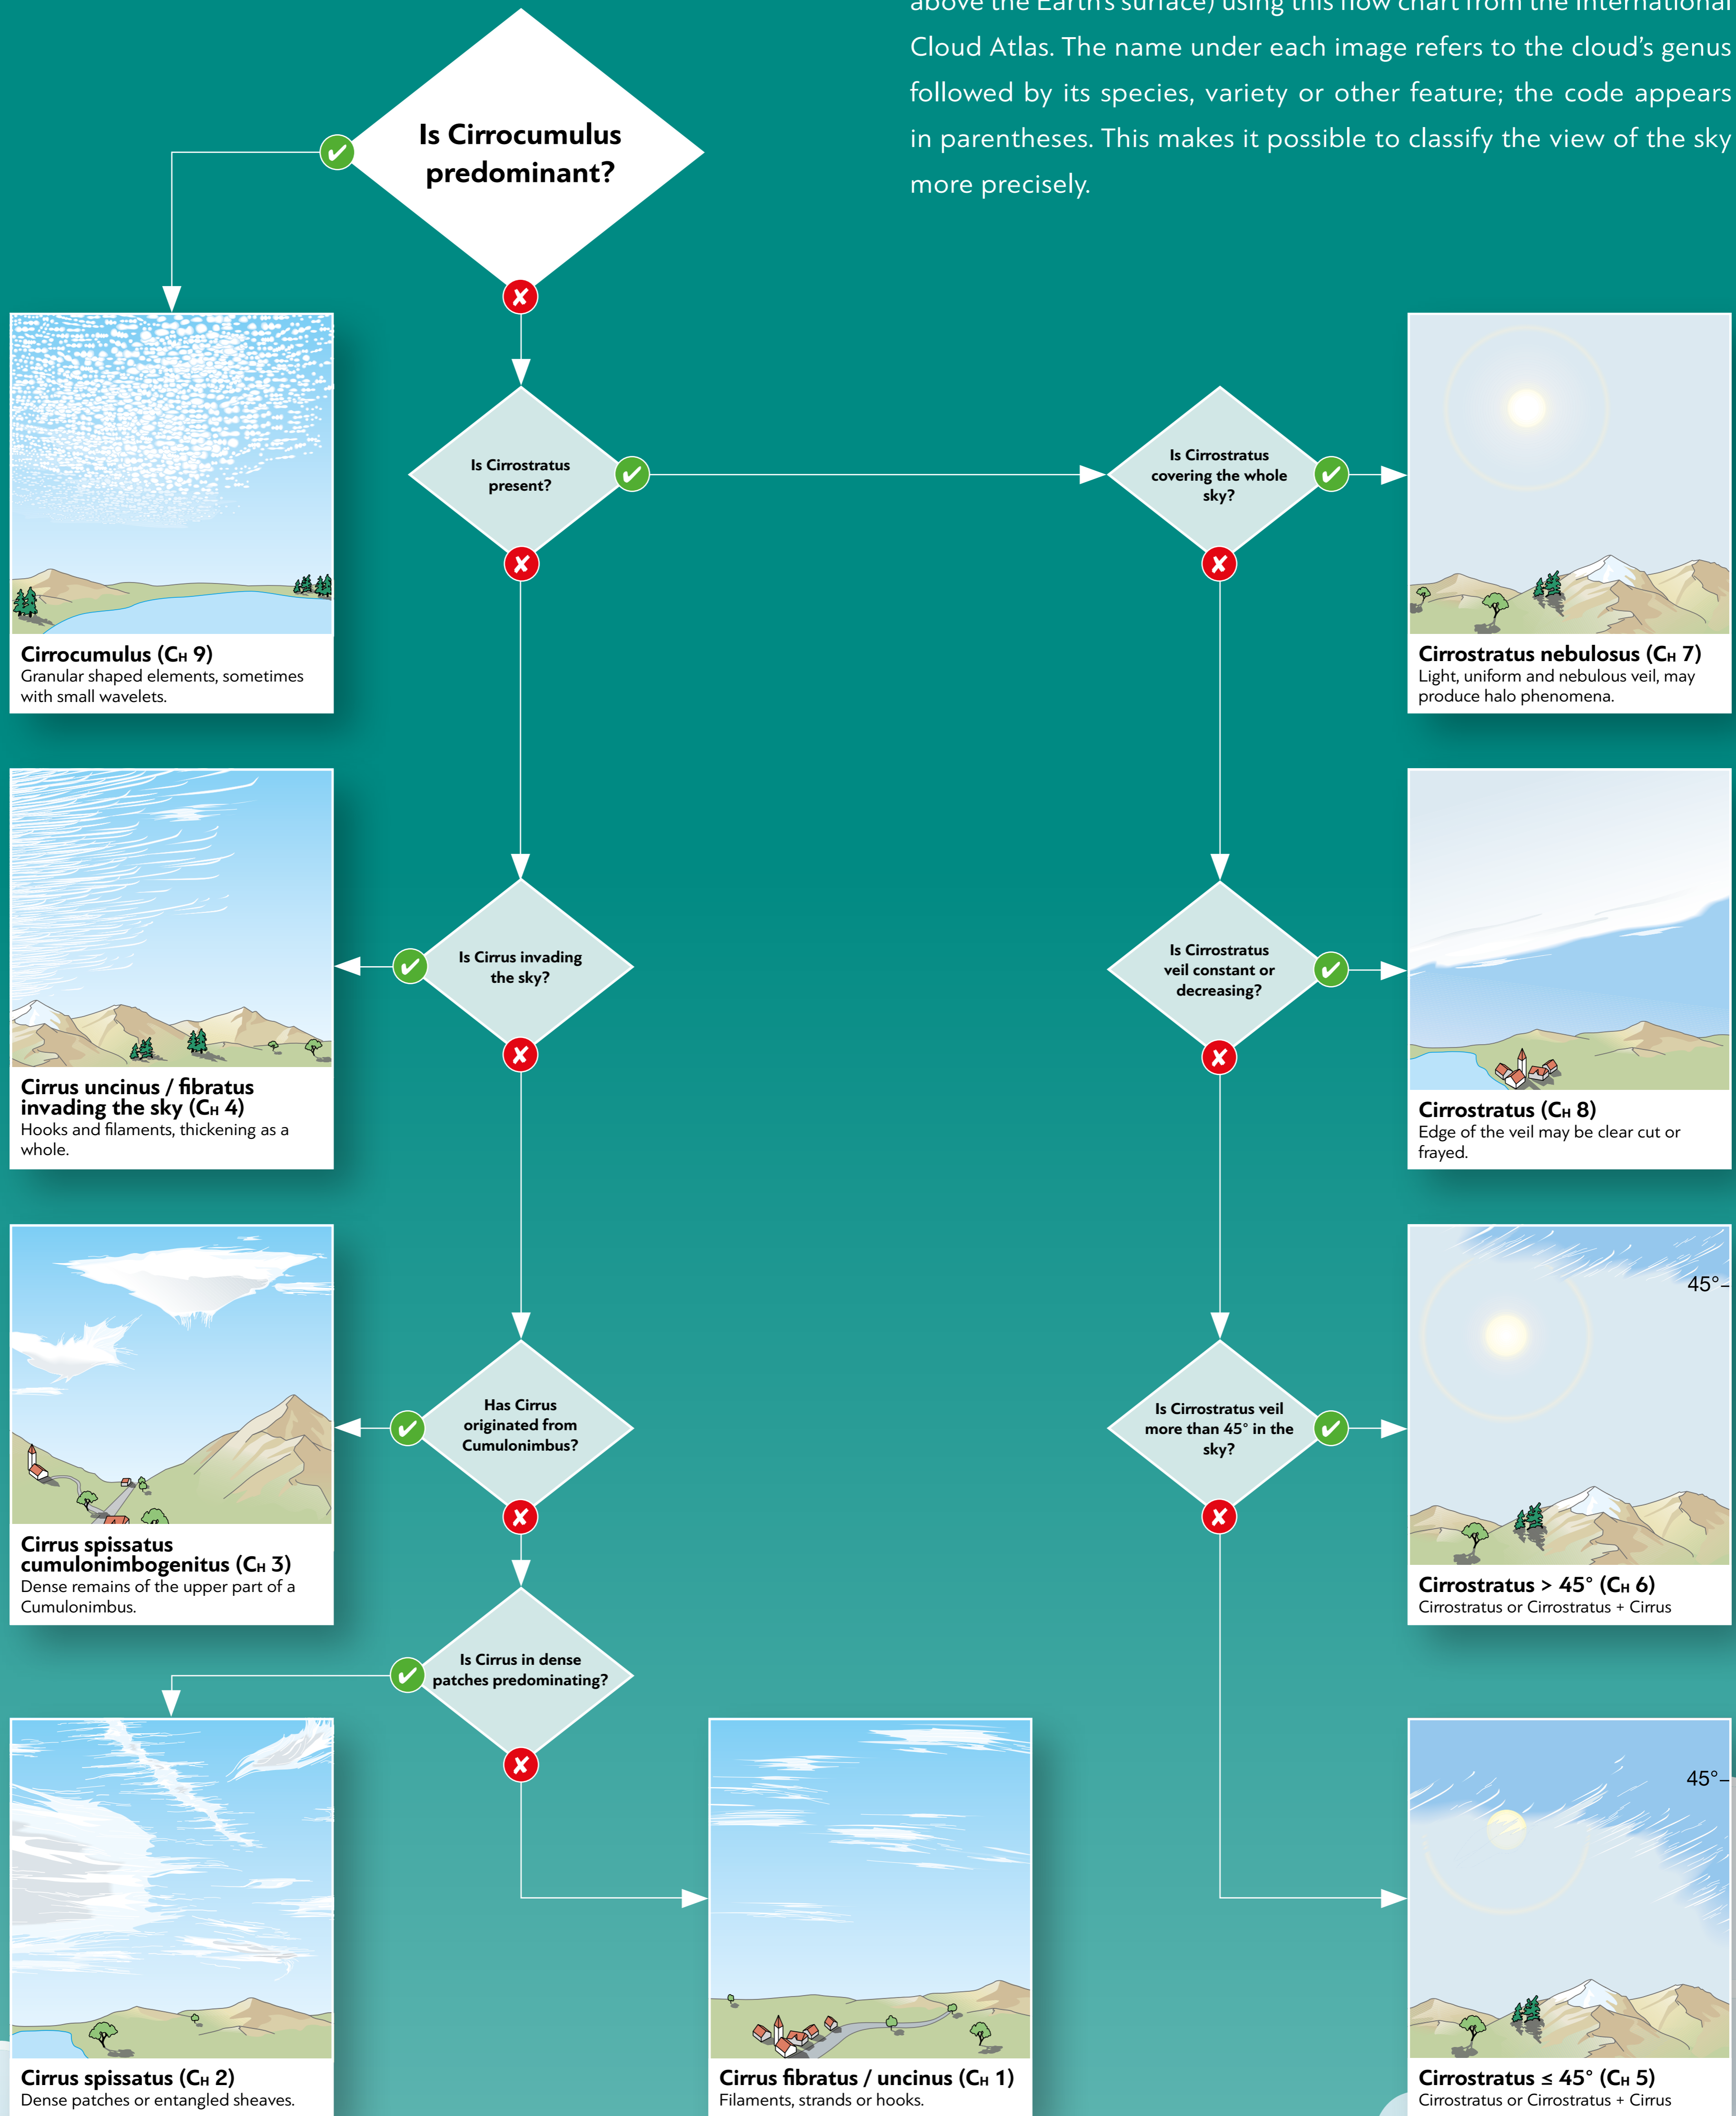 above the Earth's surface) using this flow chart from the International
Cloud Atlas. The name under each image refers to the cloud's genus
followed by its species, variety or other feature; the code appears
in parentheses. This makes it possible to classify the view of the sky
more precisely.
Is Cirrocumulus
predominant?
Is Cirrostratus
present?
Is Cirrostratus
covering the whole
sky?
Cirrocumulus (CH 9)
Granular shaped elements, sometimes
with small wavelets.
Cirrostratus nebulosus (CH 7)
Light, uniform and nebulous veil, may
produce halo phenomena.
Is Cirrus invading
the sky?
Is Cirrostratus
veil constant or
decreasing?
Cirrus uncinus / fibratus
invading the sky (CH 4)
Hooks and filaments, thickening as a
whole.
Cirrostratus (CH 8)
Edge of the veil may be clear cut or
frayed.
45°
Has Cirrus
originated from
Cumulonimbus?
Is Cirrostratus veil
more than 45° in the
sky?
Cirrus spissatus
cumulonimbogenitus (CH 3)
Dense remains of the upper part of a
Cumulonimbus.
Cirrostratus > 45° (CH 6)
Cirrostratus or Cirrostratus + Cirrus
Is Cirrus in dense
patches predominating?
45°
Cirrus spissatus (CH 2)
Dense patches or entangled sheaves.
Cirrus fibratus / uncinus (CH 1)
Filaments, strands or hooks.
Cirrostratus ≤ 45° (CH 5)
Cirrostratus or Cirrostratus + Cirrus